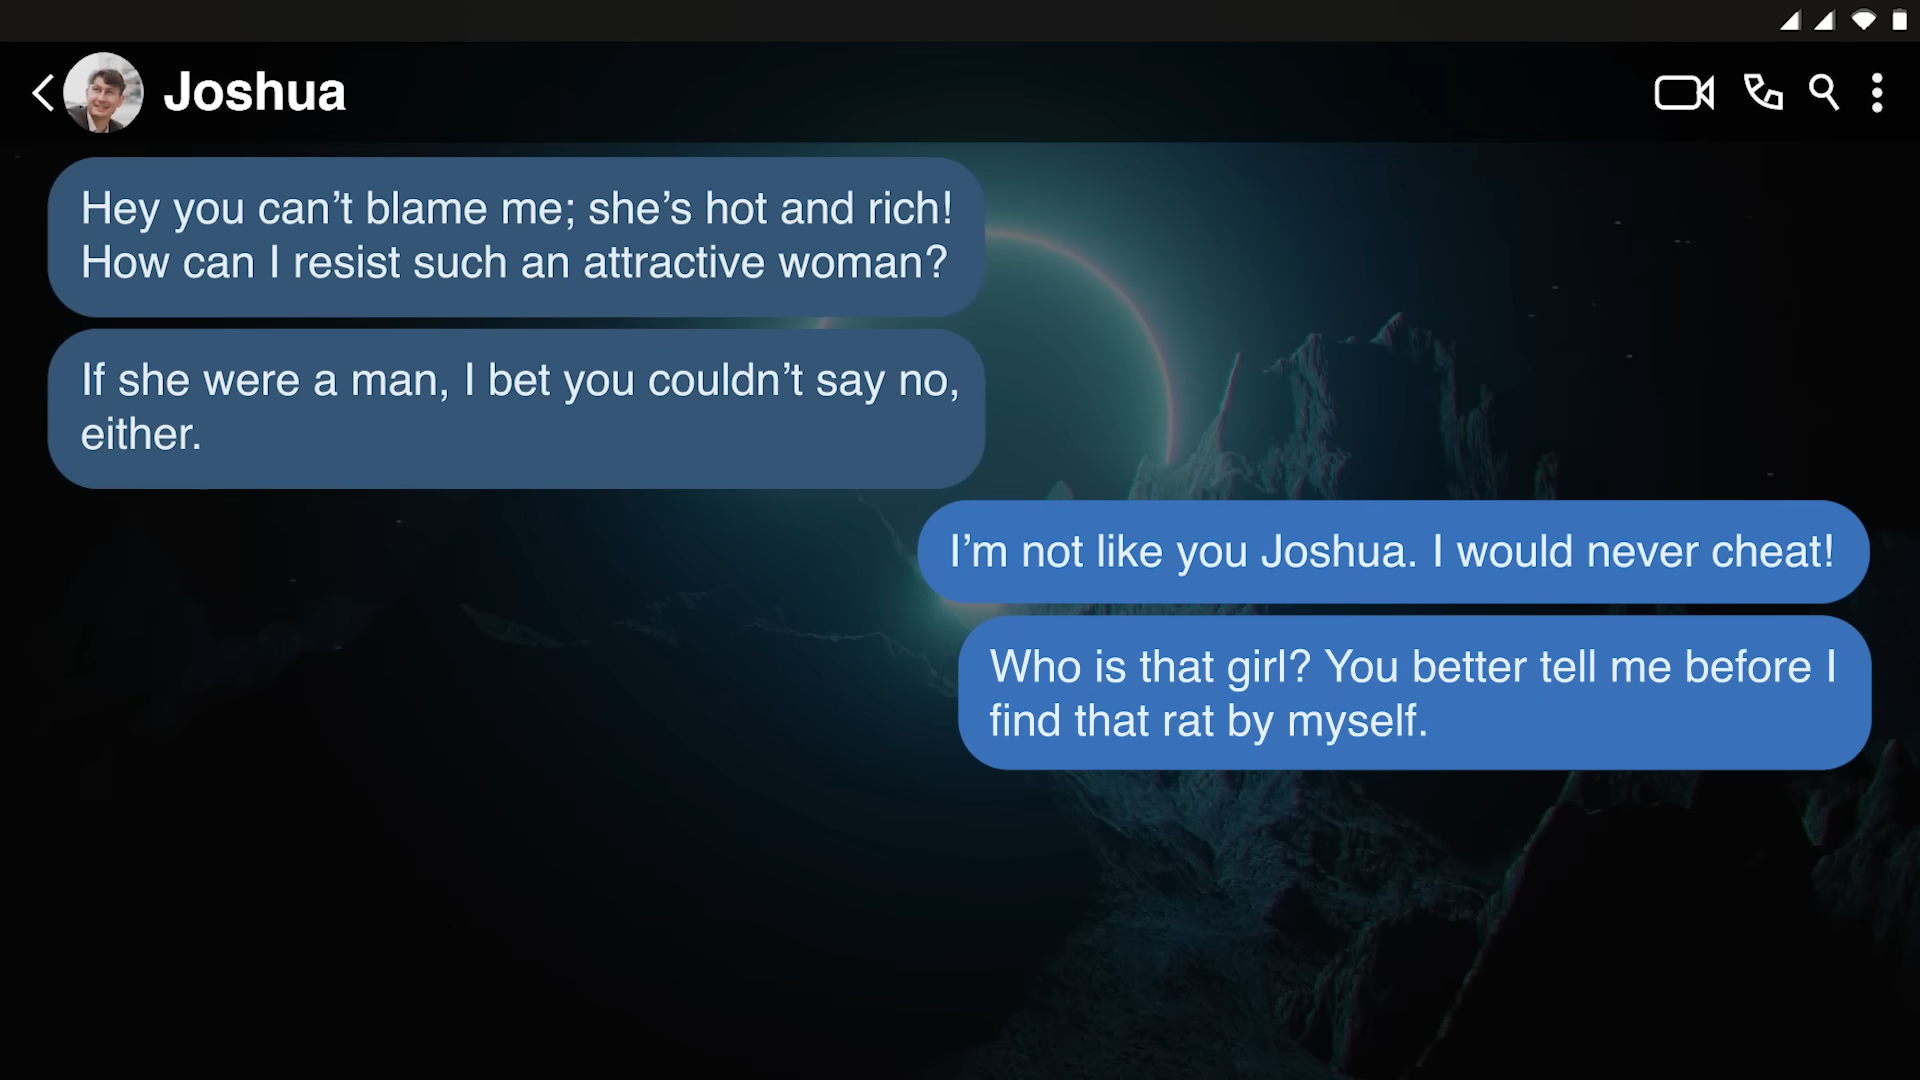 Joshua
Hey you can’t blame me; she’s hot and rich!
How can I resist such an attractive woman?
If she were a man, I bet you couldn’t say no,
either.
I’m not like you Joshua. I would never cheat!
Who is that girl? You better tell me before I
find that rat by myself.